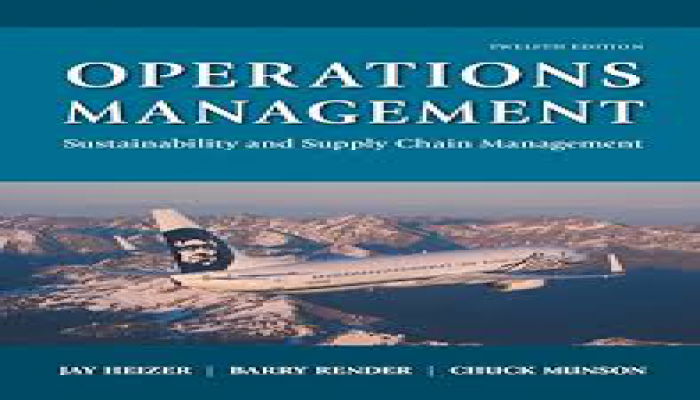 TWELFTH EDITION
OPERATIONS
MANAGEMENT
Sustainability and Supply Chain Management
JAY HEIZER | BARRY RENDER | CHUCK MUNSON